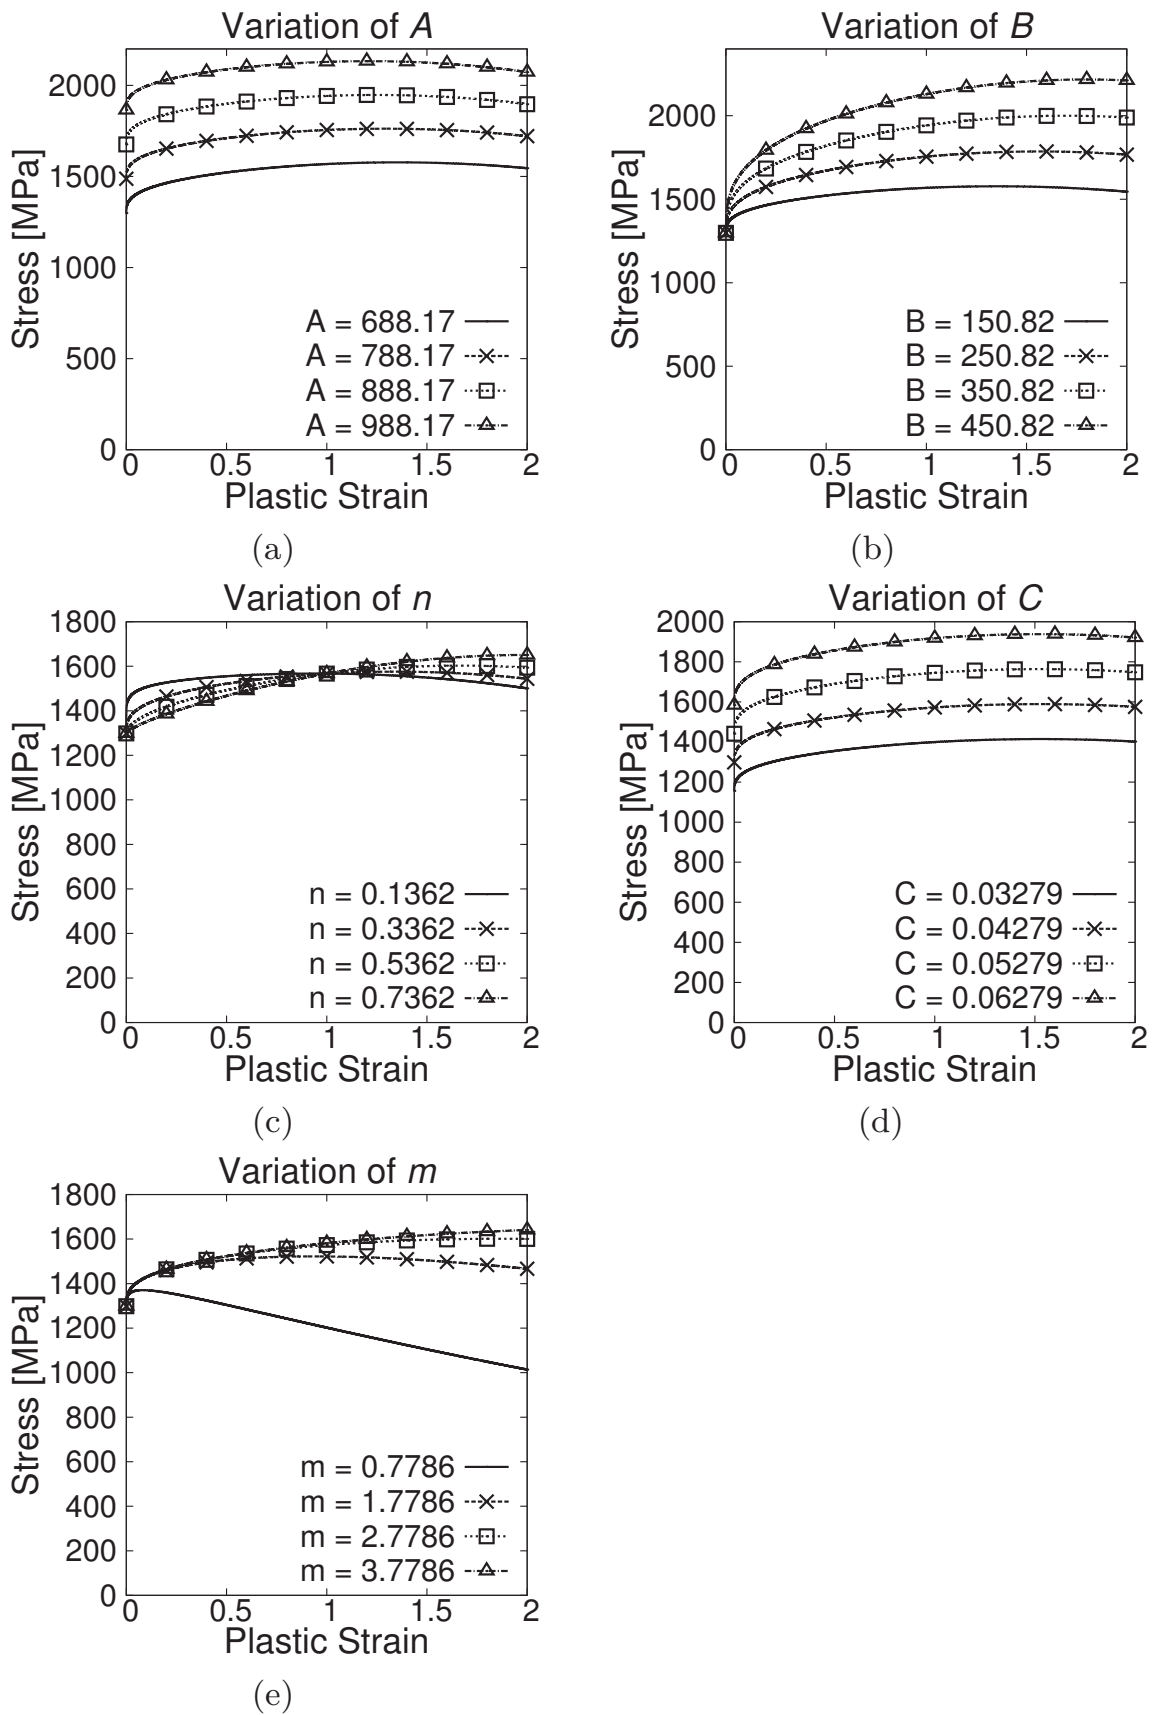 Variation of A
2000
1500
1000
500
0
Stress [MPa]
A = 688.17
A = 788.17
A = 888.17
A = 988.17
0 0.5 1 1.5 2
Plastic Strain
(a)
Variation of B
2000
1500
1000
500
0
Stress [MPa]
B = 150.82
B = 250.82
B = 350.82
B = 450.82
0 0.5 1 1.5 2
Plastic Strain
(b)
Variation of n
1800
1600
1400
1200
1000
800
600
400
200
0
Stress [MPa]
n = 0.1362
n = 0.3362
n = 0.5362
n = 0.7362
0 0.5 1 1.5 2
Plastic Strain
(c)
Variation of C
2000
1800
1600
1400
1200
1000
800
600
400
200
0
Stress [MPa]
C = 0.03279
C = 0.04279
C = 0.05279
C = 0.06279
0 0.5 1 1.5 2
Plastic Strain
(d)
Variation of m
1800
1600
1400
1200
1000
800
600
400
200
0
Stress [MPa]
m = 0.7786
m = 1.7786
m = 2.7786
m = 3.7786
0 0.5 1 1.5 2
Plastic Strain
(e)